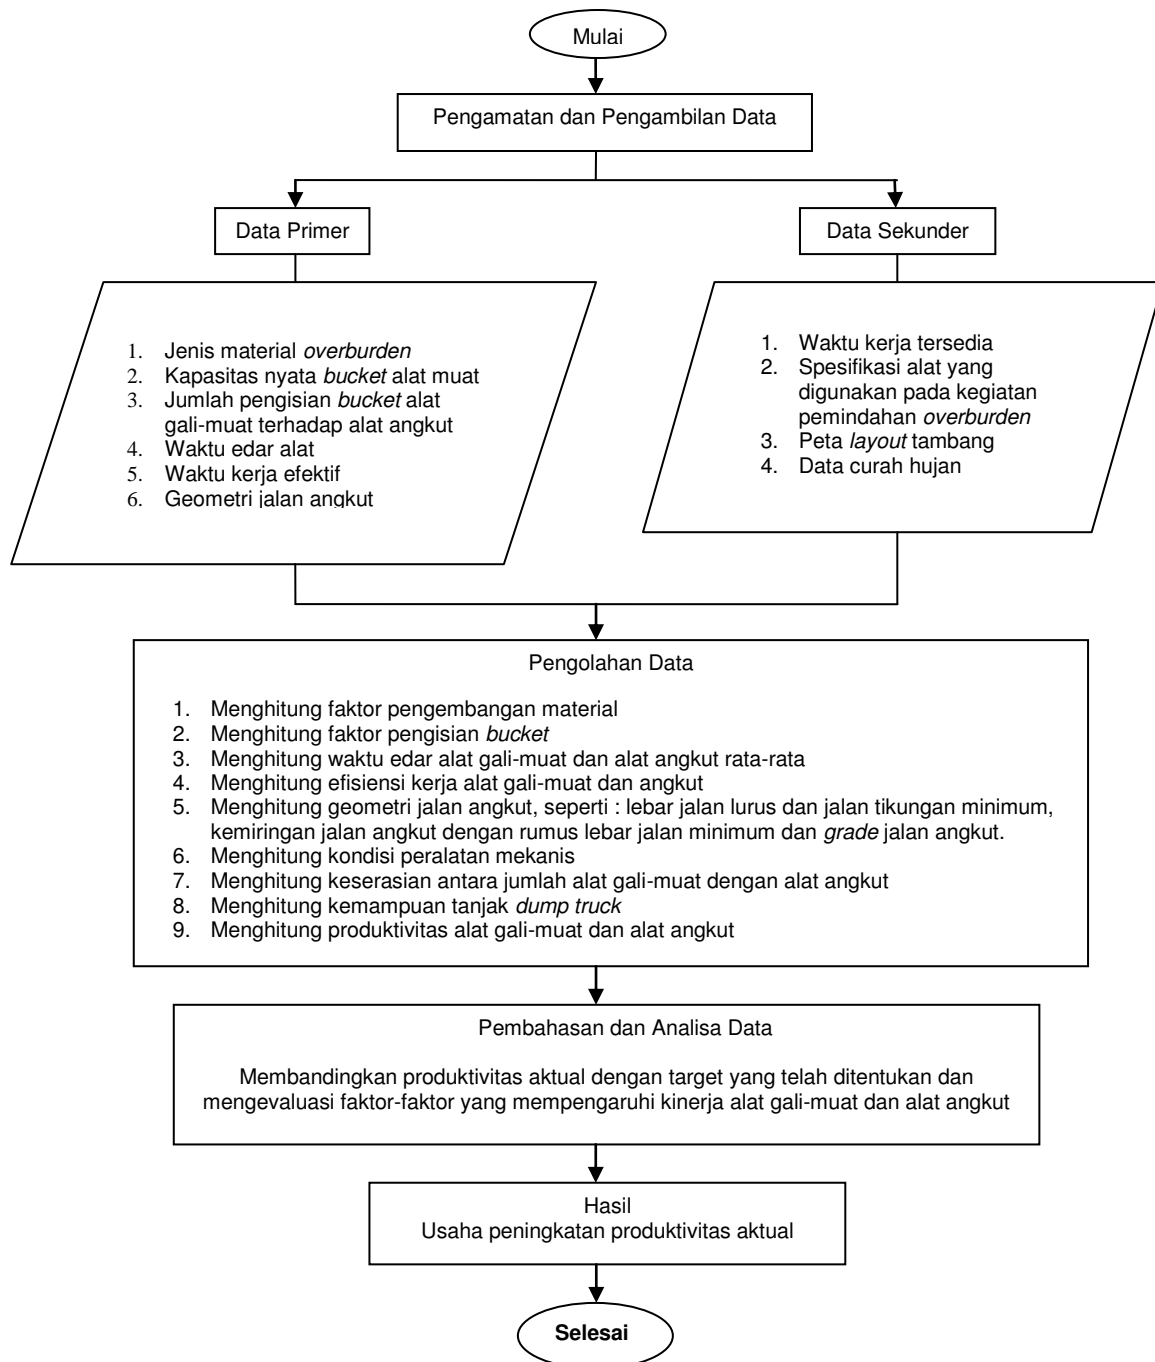 Mulai
Pengamatan dan Pengambilan Data
Data Primer
Data Sekunder
1. Jenis material overburden
2. Kapasitas nyata bucket alat muat
3. Jumlah pengisian bucket alat
gali-muat terhadap alat angkut
4. Waktu edar alat
5. Waktu kerja efektif
6. Geometri jalan angkut
1. Waktu kerja tersedia
2. Spesifikasi alat yang
digunakan pada kegiatan
pemindahan overburden
3. Peta layout tambang
4. Data curah hujan
Pengolahan Data
1. Menghitung faktor pengembangan material
2. Menghitung faktor pengisian bucket
3. Menghitung waktu edar alat gali-muat dan alat angkut rata-rata
4. Menghitung efisiensi kerja alat gali-muat dan angkut
5. Menghitung geometri jalan angkut, seperti : lebar jalan lurus dan jalan tikungan minimum,
kemiringan jalan angkut dengan rumus lebar jalan minimum dan grade jalan angkut.
6. Menghitung kondisi peralatan mekanis
7. Menghitung keserasian antara jumlah alat gali-muat dengan alat angkut
8. Menghitung kemampuan tanjak dump truck
9. Menghitung produktivitas alat gali-muat dan alat angkut
Pembahasan dan Analisa Data
Membandingkan produktivitas aktual dengan target yang telah ditentukan dan
mengevaluasi faktor-faktor yang mempengaruhi kinerja alat gali-muat dan alat angkut
Hasil
Usaha peningkatan produktivitas aktual
Selesai